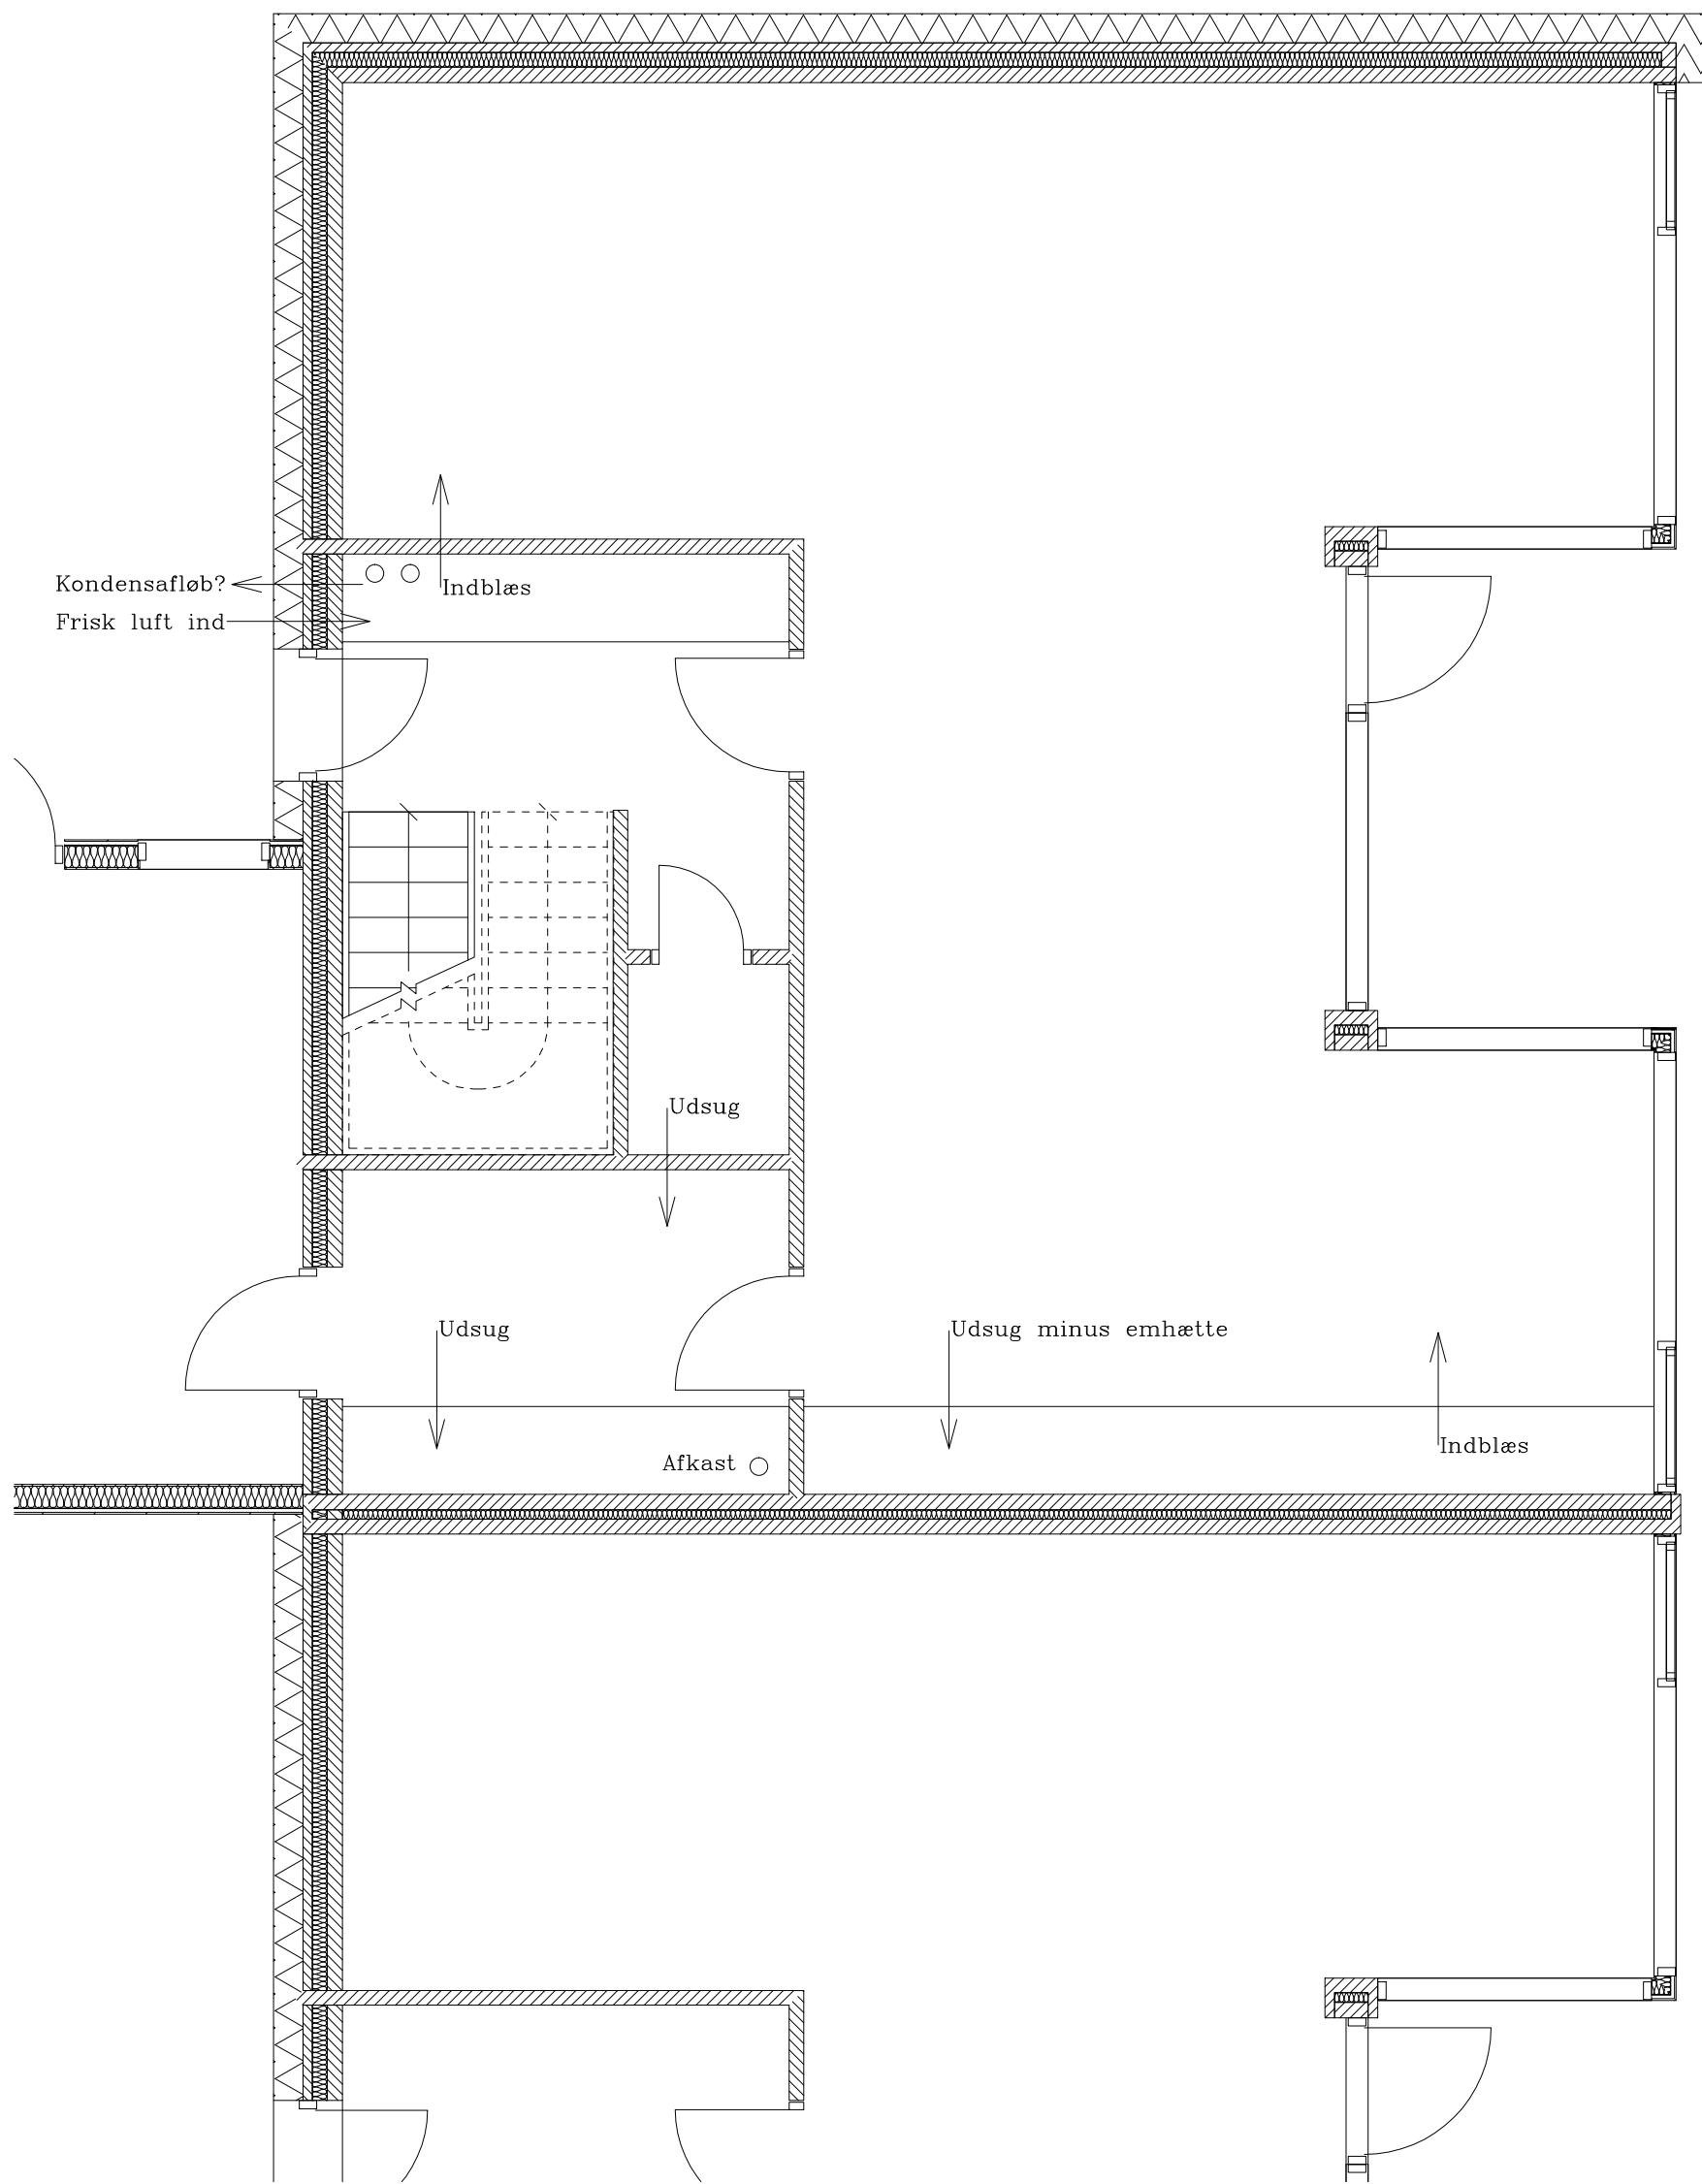 Kondensafløb?
Indblæs
Frisk luft ind
Udsug
Udsug
Udsug minus emhætte
Indblæs
Afkast